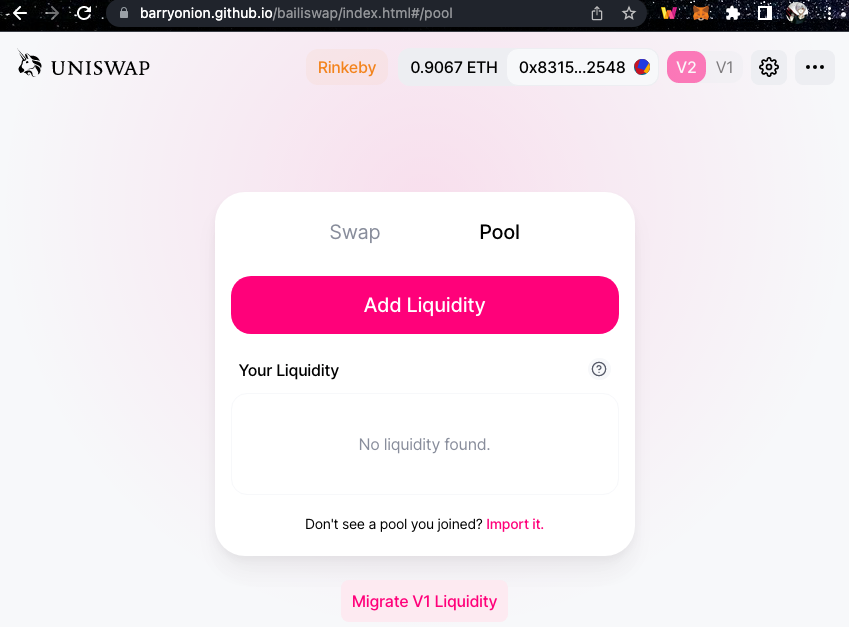 barryonion.github.io/bailiswap/index.html#/pool
UNISWAP
Rinkeby
0.9067 ETH
0x8315...2548
V2
V1
Swap
Pool
Add Liquidity
Your Liquidity
?
No liquidity found.
Don't see a pool you joined? Import it.
Migrate V1 Liquidity